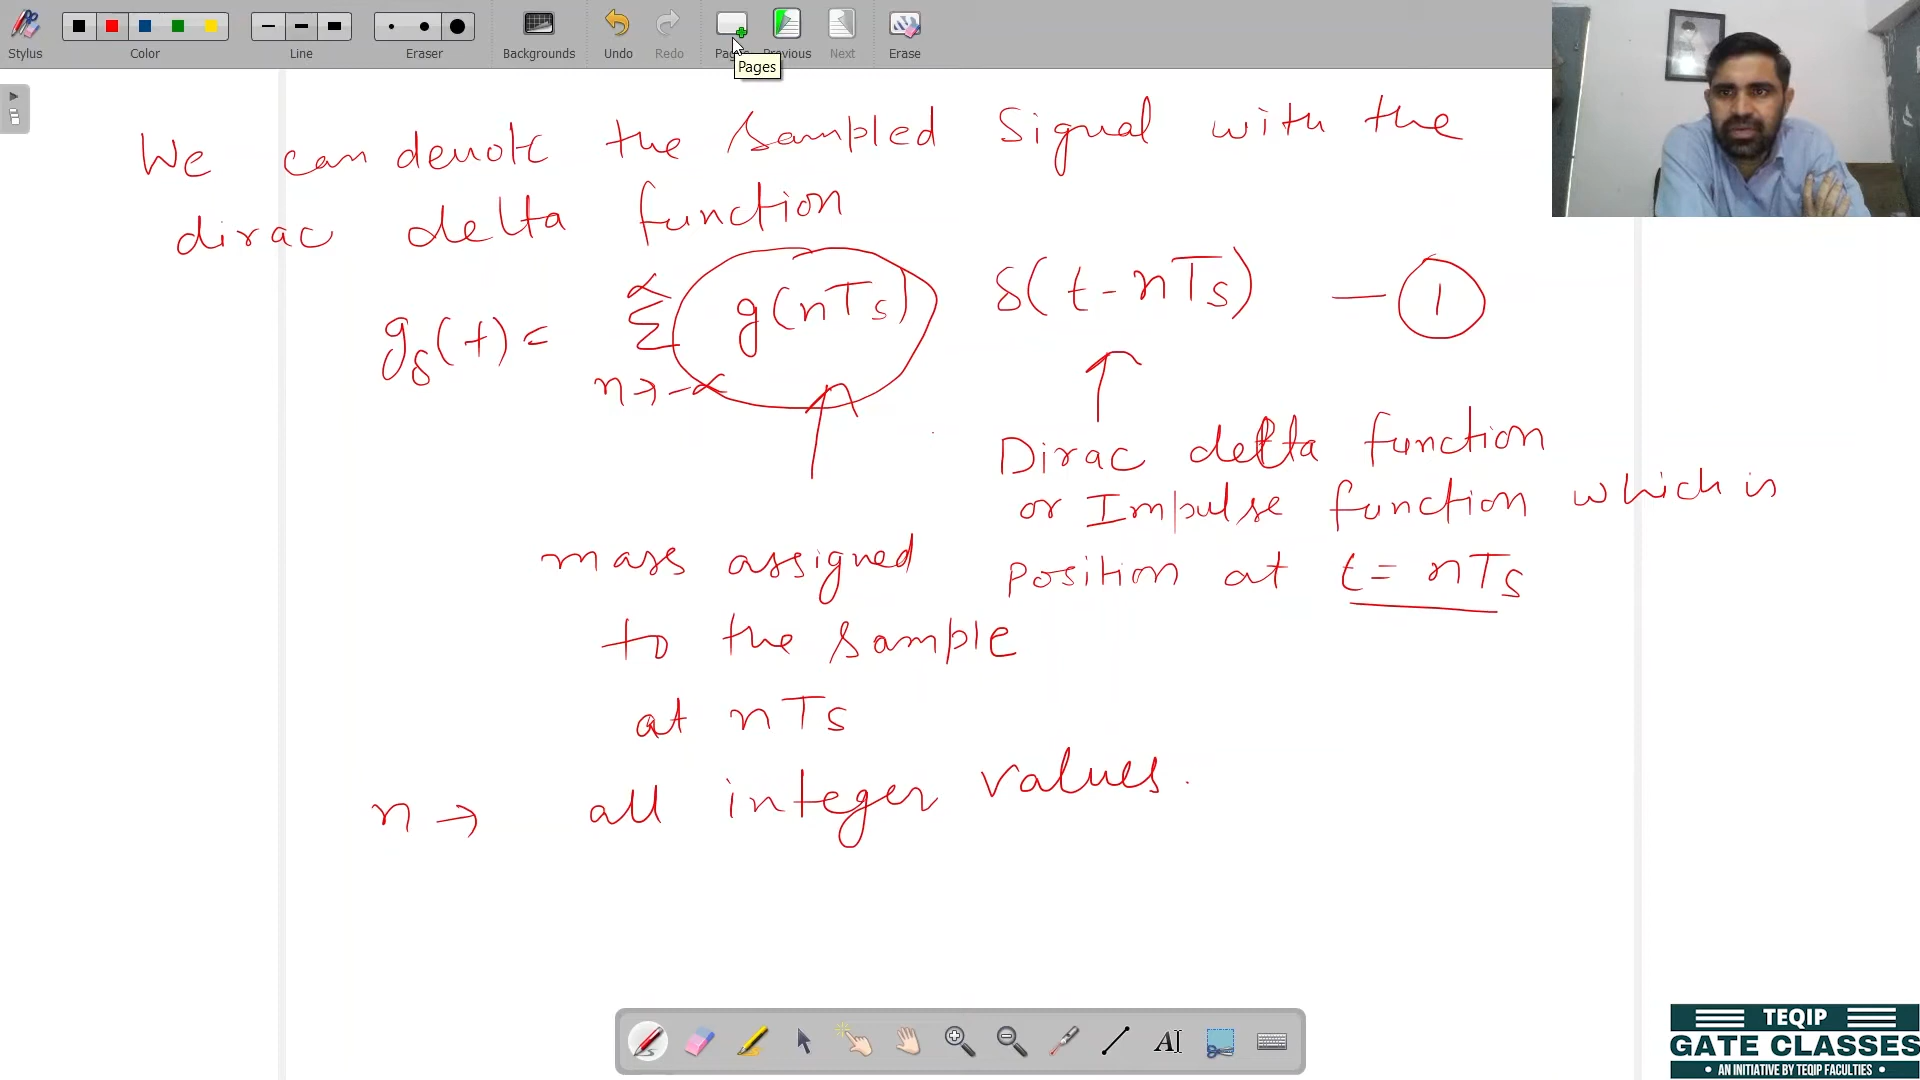 Stylus Color Line Eraser Backgrounds Undo Redo Pages Previous Next Erase
Pages
We can denote the sampled signal with the
dirac delta function
g_δ(t) = ∑_{n→-∝}^{∝} g(nTs) δ(t-nTs) — 1
Dirac delta function
or Impulse function which is
position at t = nTs
mass assigned
to the sample
at nTs
n → all integer values.
TEQIP
GATE CLASSES
• AN INITIATIVE BY TEQIP FACULTIES •